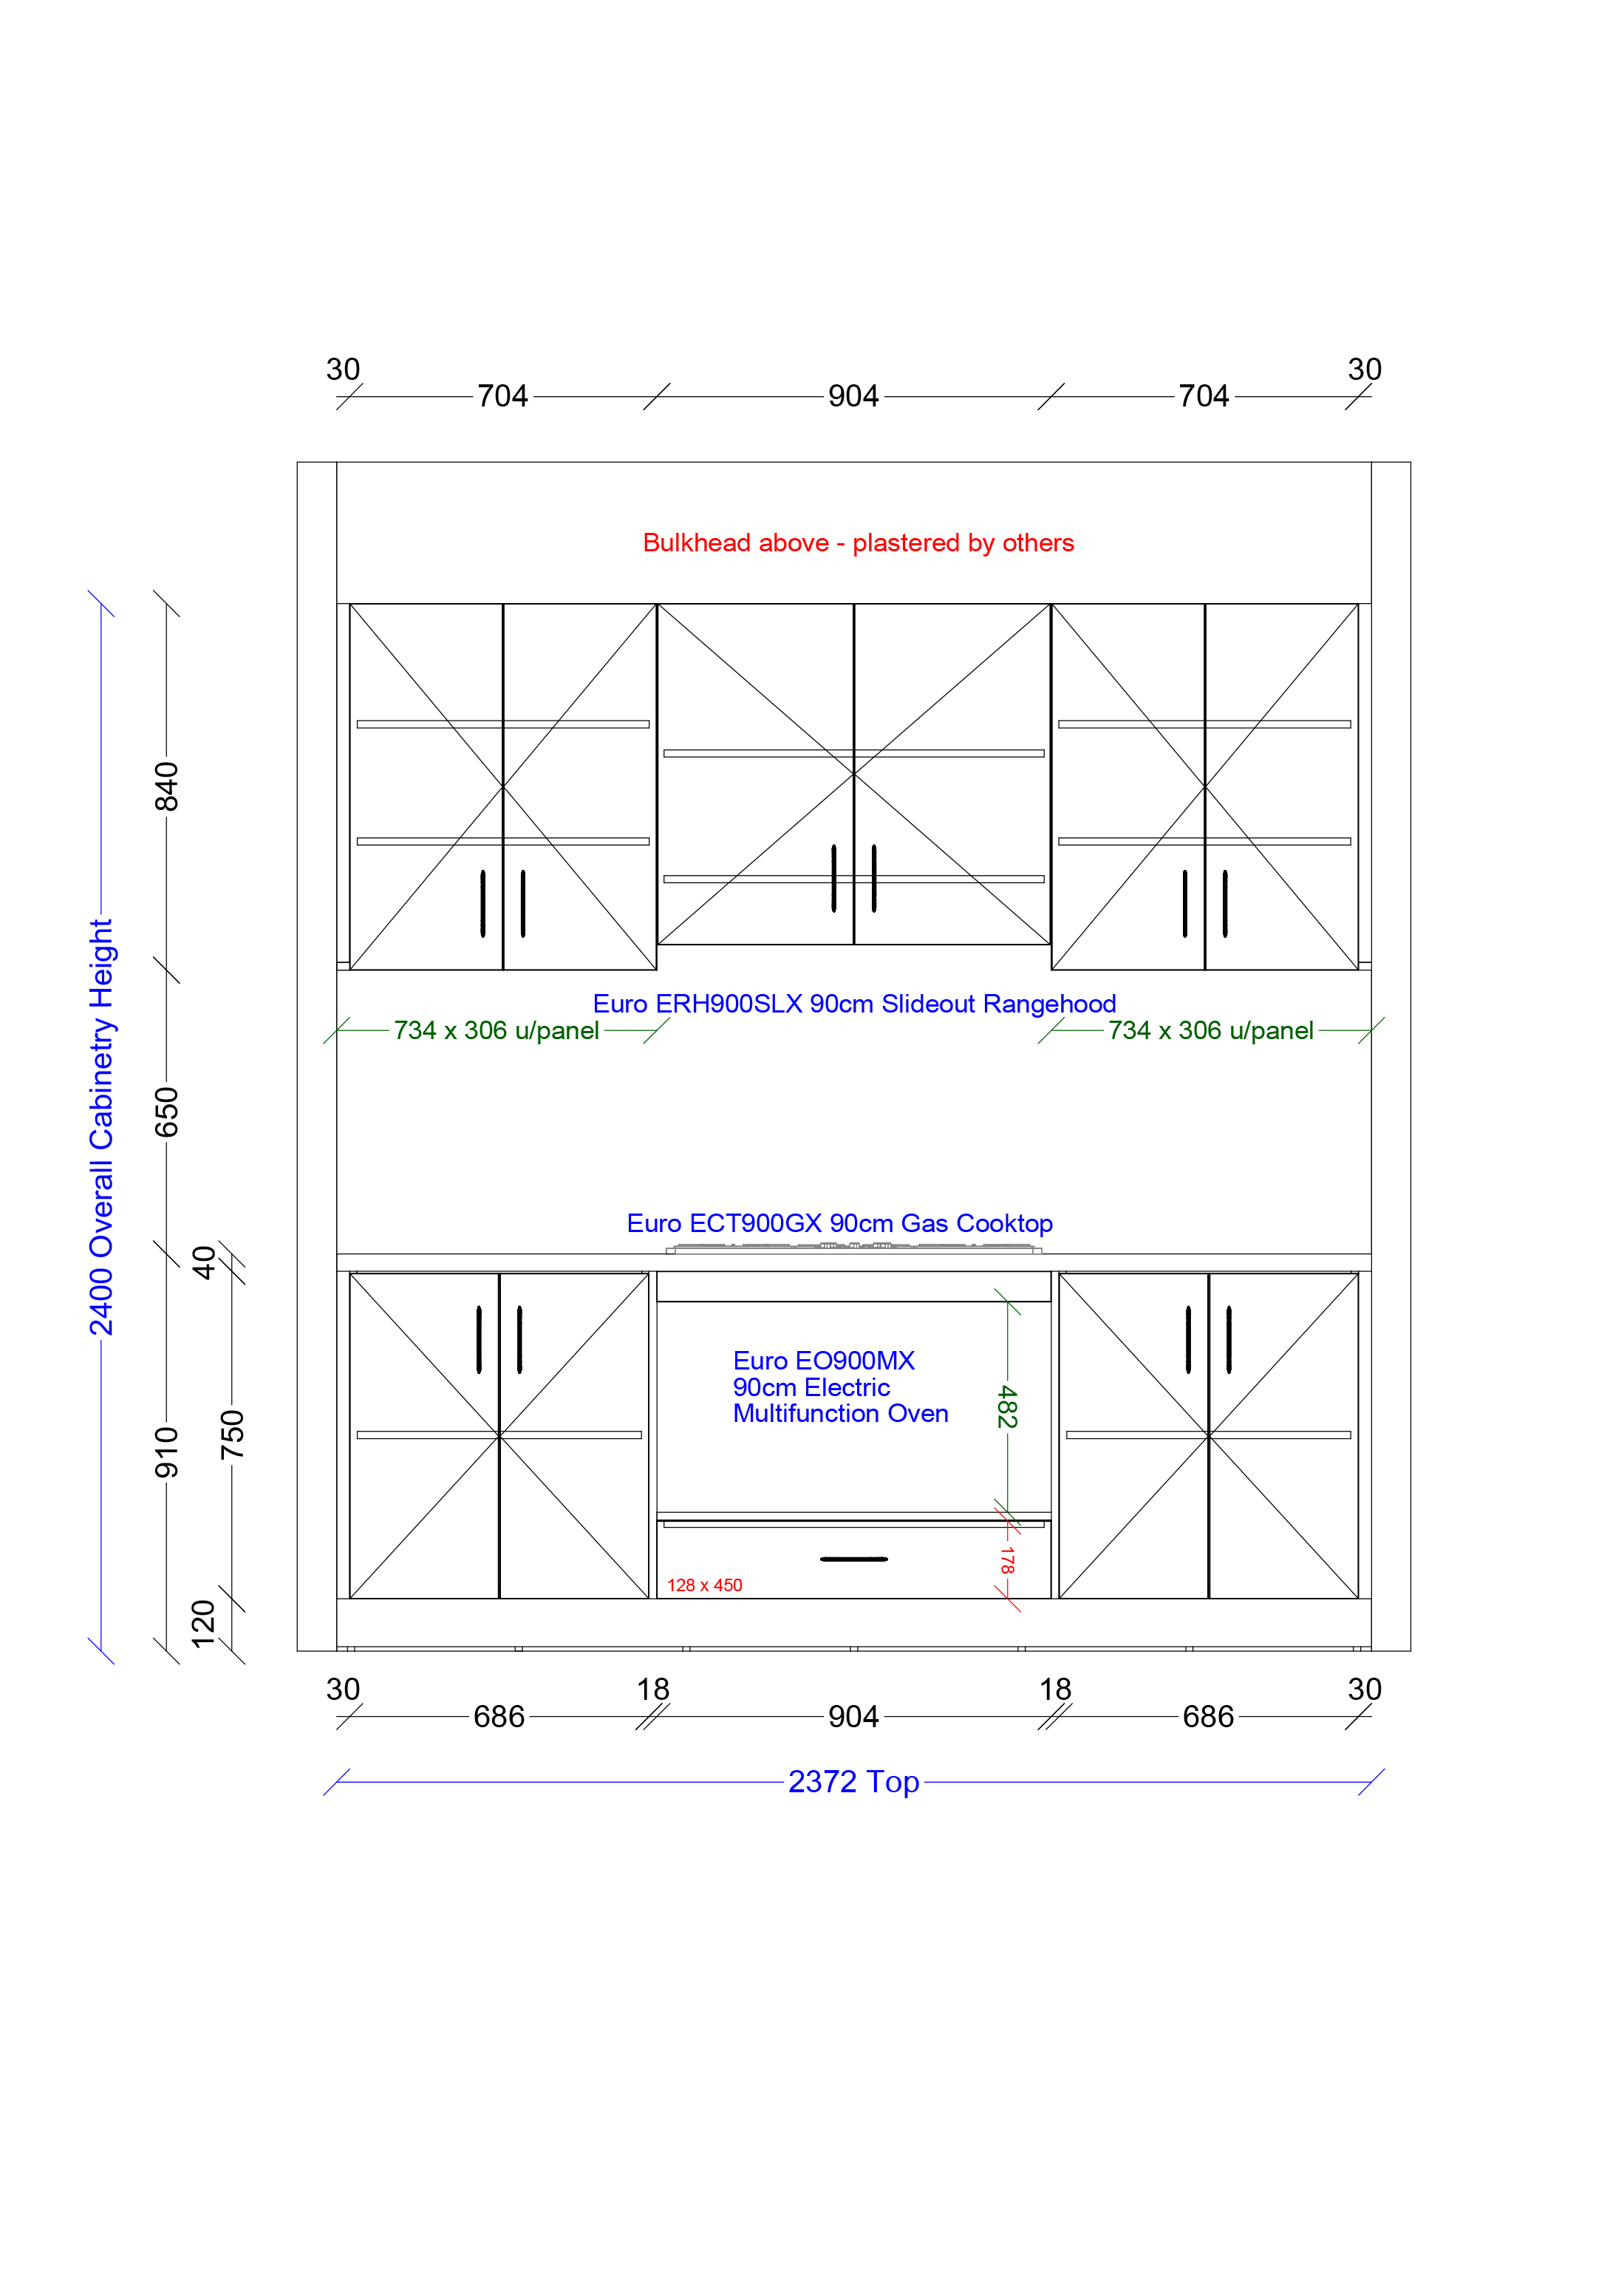 30
30
704
904
704
Bulkhead above - plastered by others
840
Euro ERH900SLX 90cm Slideout Rangehood
734 x 306 u/panel
734 x 306 u/panel
2400 Overall Cabinetry Height
650
Euro ECT900GX 90cm Gas Cooktop
40
Euro EO900MX
90cm Electric
Multifunction Oven
482
910
750
178
128 x 450
120
30
18
18
30
686
904
686
2372 Top